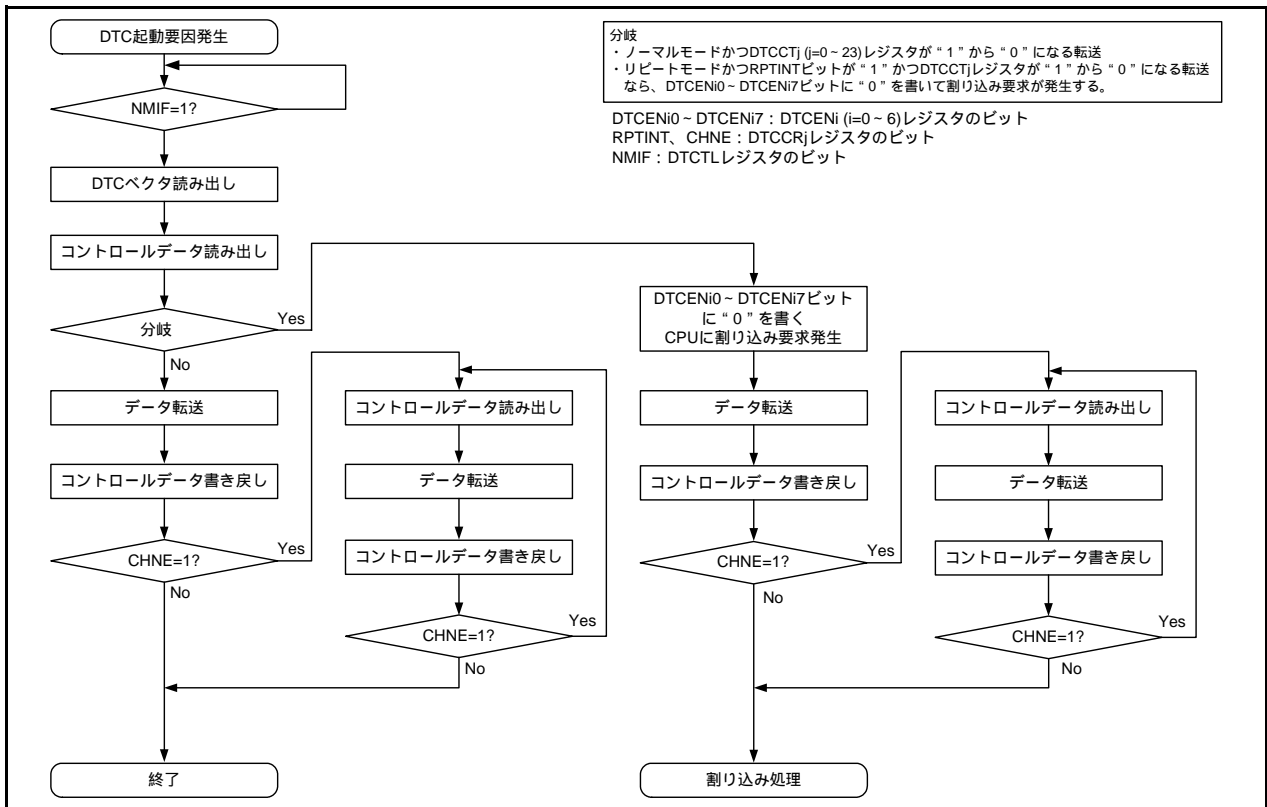 DTC起動要因発生
NMIF=1?
DTCベクタ読み出し
コントロールデータ読み出し
分岐
Yes
No
データ転送
コントロールデータ書き戻し
CHNE=1?
Yes
No
コントロールデータ読み出し
データ転送
コントロールデータ書き戻し
CHNE=1?
Yes
No
終了
分岐
・ノーマルモードかつDTCCTj (j=0~23)レジスタが“1”から“0”になる転送
・リピートモードかつRPTINTビットが“1”かつDTCCTjレジスタが“1”から“0”になる転送
なら、DTCENi0~DTCENi7ビットに“0”を書いて割り込み要求が発生する。
DTCENi0~DTCENi7：DTCENi (i=0~6)レジスタのビット
RPTINT、CHNE：DTCCRjレジスタのビット
NMIF：DTCTLレジスタのビット
DTCENi0~DTCENi7ビット
に“0”を書く
CPUに割り込み要求発生
データ転送
コントロールデータ書き戻し
CHNE=1?
Yes
No
コントロールデータ読み出し
データ転送
コントロールデータ書き戻し
CHNE=1?
Yes
No
割り込み処理